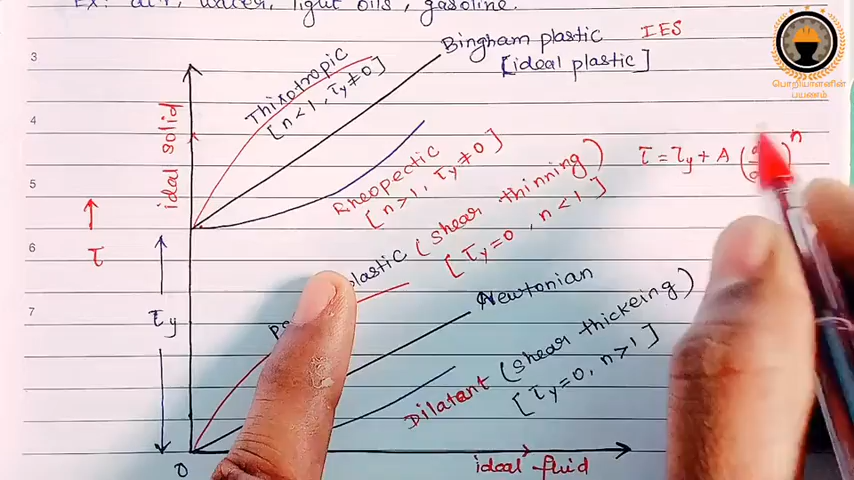 Ex: air, water, light oils, gasoline.
பொறியாளனின்
பயணம்
3
4
5
6
7
Bingham plastic IES
[ideal plastic]
Thixotropic
[n<1, τy≠0]
ideal solid
τ
τy
Rheopectic
[n>1, τy≠0]
τ = τy + A ( )ⁿ
plastic (shear thinning)
[τy=0, n<1]
Newtonian
Dilatant (shear thickeing)
[τy=0, n>1]
0
ideal fluid